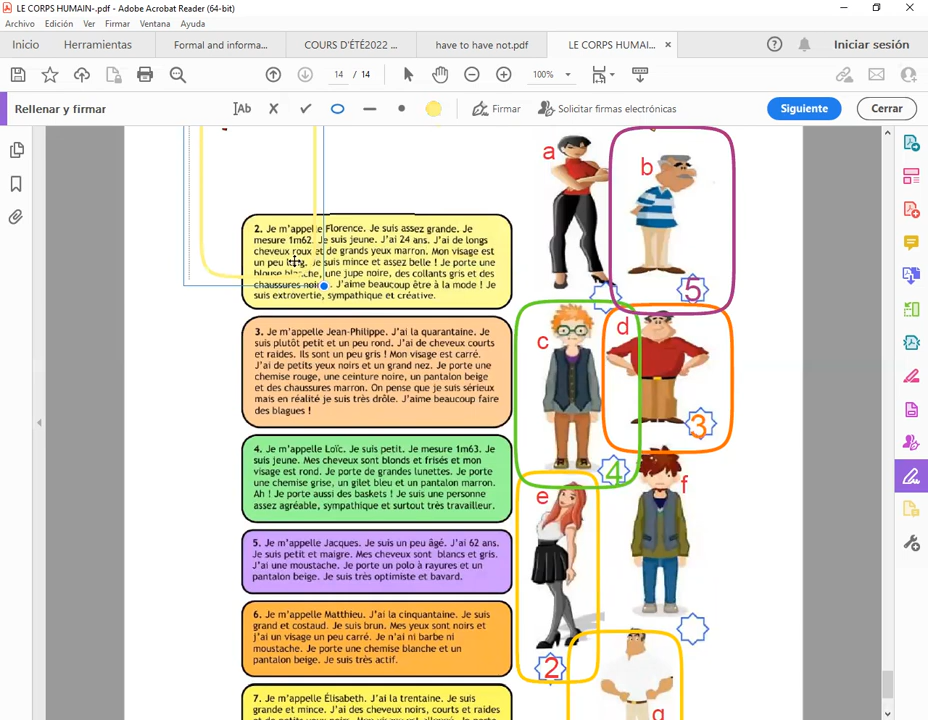 LE CORPS HUMAIN-.pdf - Adobe Acrobat Reader (64-bit)
Archivo Edición Ver Firmar Ventana Ayuda
Inicio Herramientas Formal and informa... COURS D'ÉTÉ2022 ... have to have not.pdf LE CORPS HUMAI... × Iniciar sesión
14 / 14 100%
Rellenar y firmar Ab Firmar Solicitar firmas electrónicas Siguiente Cerrar
a
b
2. Je m'appelle Florence. Je suis assez grande. Je
mesure 1m62. Je suis jeune. J'ai 24 ans. J'ai de longs
cheveux roux et de grands yeux marron. Mon visage est
un peu Je suis mince et assez belle ! Je porte une
blouse blanche, une jupe noire, des collants gris et des
chaussures J'aime beaucoup être à la mode ! Je
suis extrovertie, sympathique et créative.
5
3. Je m'appelle Jean-Philippe. J'ai la quarantaine. Je
suis plutôt petit et un peu rond. J'ai de cheveux courts
et raides. Ils sont un peu gris ! Mon visage est carré.
J'ai de petits yeux noirs et un grand nez. Je porte une
chemise rouge, une ceinture noire, un pantalon beige
et des chaussures marron. On pense que je suis sérieux
mais en réalité je suis très drôle. J'aime beaucoup faire
des blagues !
c
d
3
4. Je m'appelle Loïc. Je suis petit. Je mesure 1m63. Je
suis jeune. Mes cheveux sont blonds et frisés et mon
visage est rond. Je porte de grandes lunettes. Je porte
une chemise grise, un gilet bleu et un pantalon marron.
Ah ! Je porte aussi des baskets ! Je suis une personne
assez agréable, sympathique et surtout très travailleur.
4
e
f
5. Je m'appelle Jacques. Je suis un peu âgé. J'ai 62 ans.
Je suis petit et maigre. Mes cheveux sont blancs et gris.
J'ai une moustache. Je porte un polo à rayures et un
pantalon beige. Je suis très optimiste et bavard.
6. Je m'appelle Matthieu. J'ai la cinquantaine. Je suis
grand et costaud. Je suis brun. Mes yeux sont noirs et
j'ai un visage un peu carré. Je n'ai ni barbe ni
moustache. Je porte une chemise blanche et un
pantalon beige. Je suis très actif.
2
7. Je m'appelle Élisabeth. J'ai la trentaine. Je suis
grande et mince. J'ai des cheveux noirs, courts et raides
g